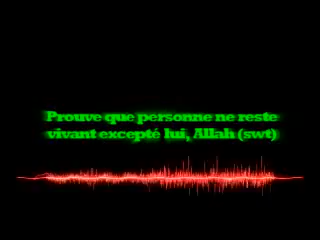 Prouve que personne ne reste
vivant excepté lui, Allah (swt)